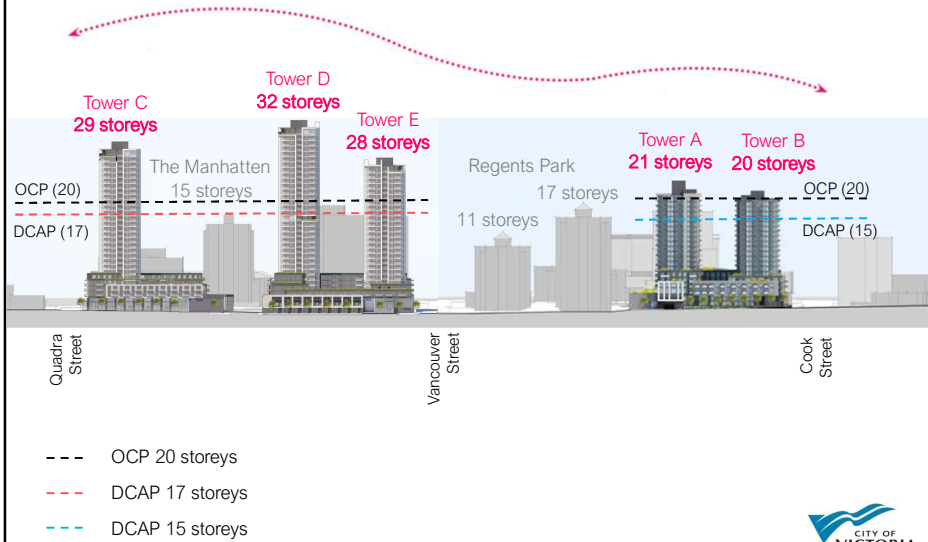 Tower C
29 storeys
Tower D
32 storeys
Tower E
28 storeys
The Manhatten
15 storeys
OCP (20)
DCAP (17)
Regents Park
17 storeys
11 storeys
Tower A
21 storeys
Tower B
20 storeys
OCP (20)
DCAP (15)
Quadra
Street
Vancouver
Street
Cook
Street
OCP 20 storeys
DCAP 17 storeys
DCAP 15 storeys
CITY OF
VICTORIA